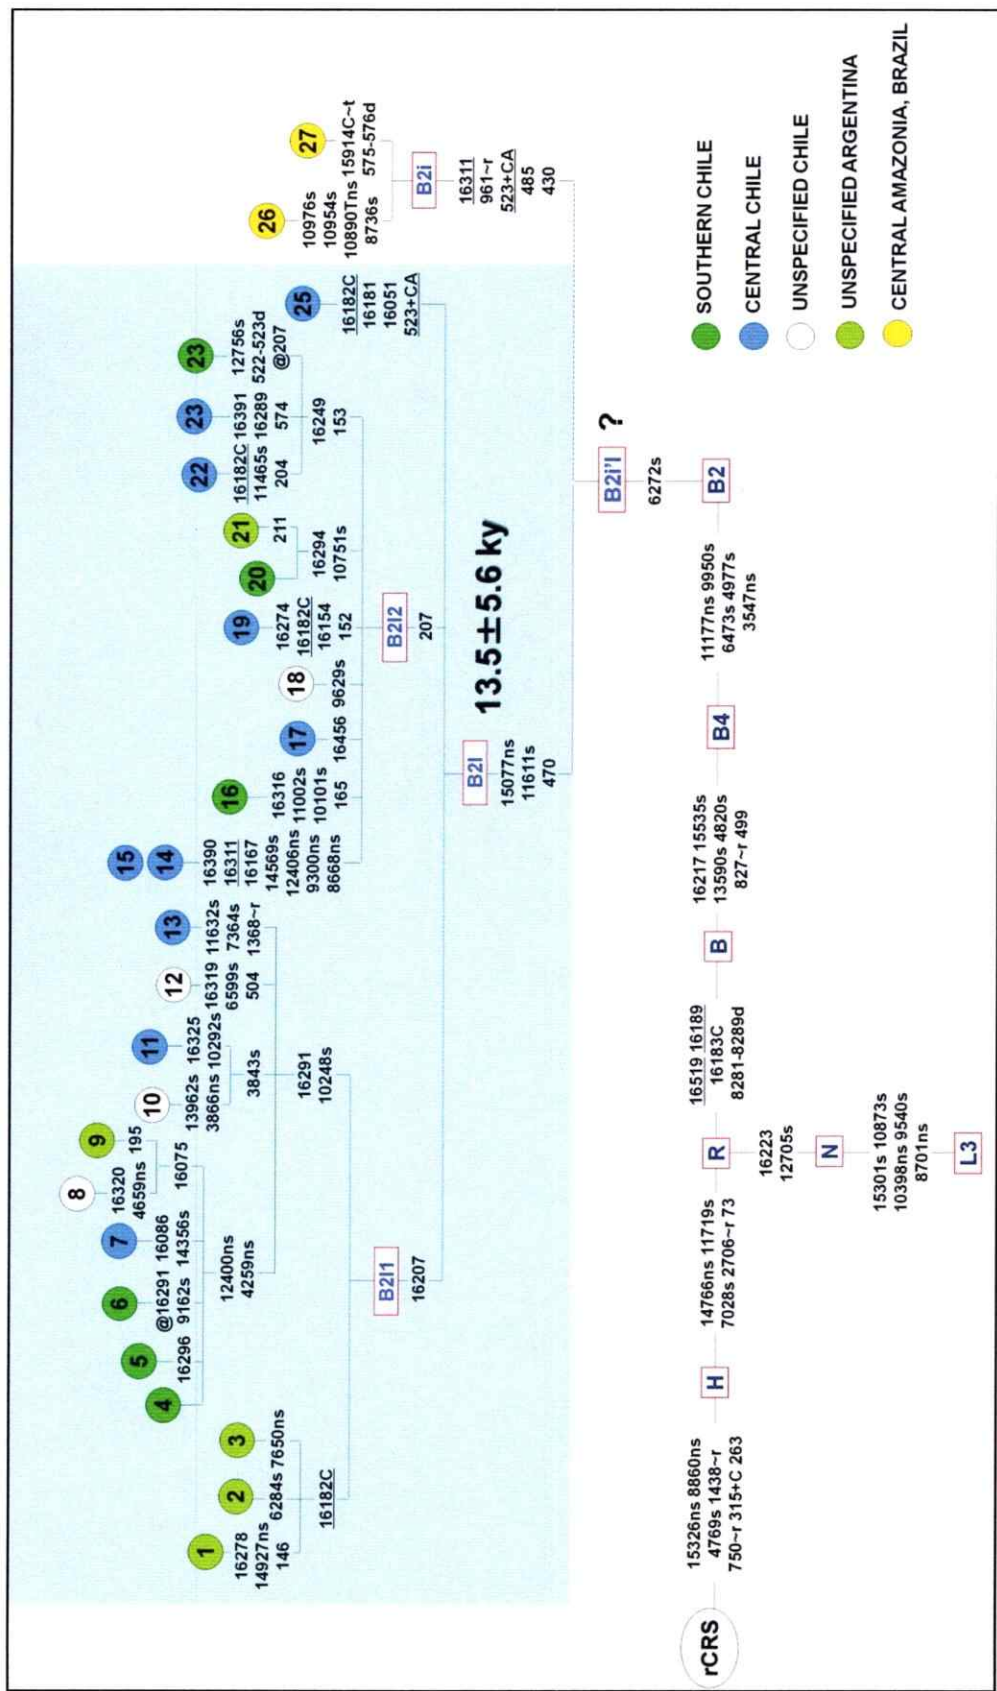 1
16278
14927ns
146
2
6284s
3
7650ns
16182C
4
5
16296
6
@16291
9162s
7
16086
14356s
8
16320
4659ns
9
195
16075
12400ns
4259ns
10
13962s
3866ns
11
16325
10292s
3843s
12
16319
6599s
504
13
11632s
7364s
1368~r
16291
10248s
B2l1
16207
15
14
16390
16311
16167
14569s
12406ns
9300ns
8668ns
16
16316
11002s
10101s
165
17
16456
18
9629s
19
16274
16182C
16154
152
20
21
211
16294
10751s
22
16182C
11465s
204
23
16391
16289
574
23
12756s
522-523d
@207
16249
153
B2l2
207
25
16182C
16181
16051
523+CA
B2l
15077ns
11611s
470
13.5±5.6 ky
26
10976s
10954s
10890Tns
8736s
27
15914C~t
575-576d
B2i
16311
961~r
523+CA
485
430
B2i'l
?
6272s
rCRS
15326ns 8860ns
4769s 1438~r
750~r 315+C 263
H
14766ns 11719s
7028s 2706~r 73
R
16519 16189
16183C
8281-8289d
B
16217 15535s
13590s 4820s
827~r 499
B4
11177ns 9950s
6473s 4977s
3547ns
B2
16223
12705s
N
15301s 10873s
10398ns 9540s
8701ns
L3
SOUTHERN CHILE
CENTRAL CHILE
UNSPECIFIED CHILE
UNSPECIFIED ARGENTINA
CENTRAL AMAZONIA, BRAZIL